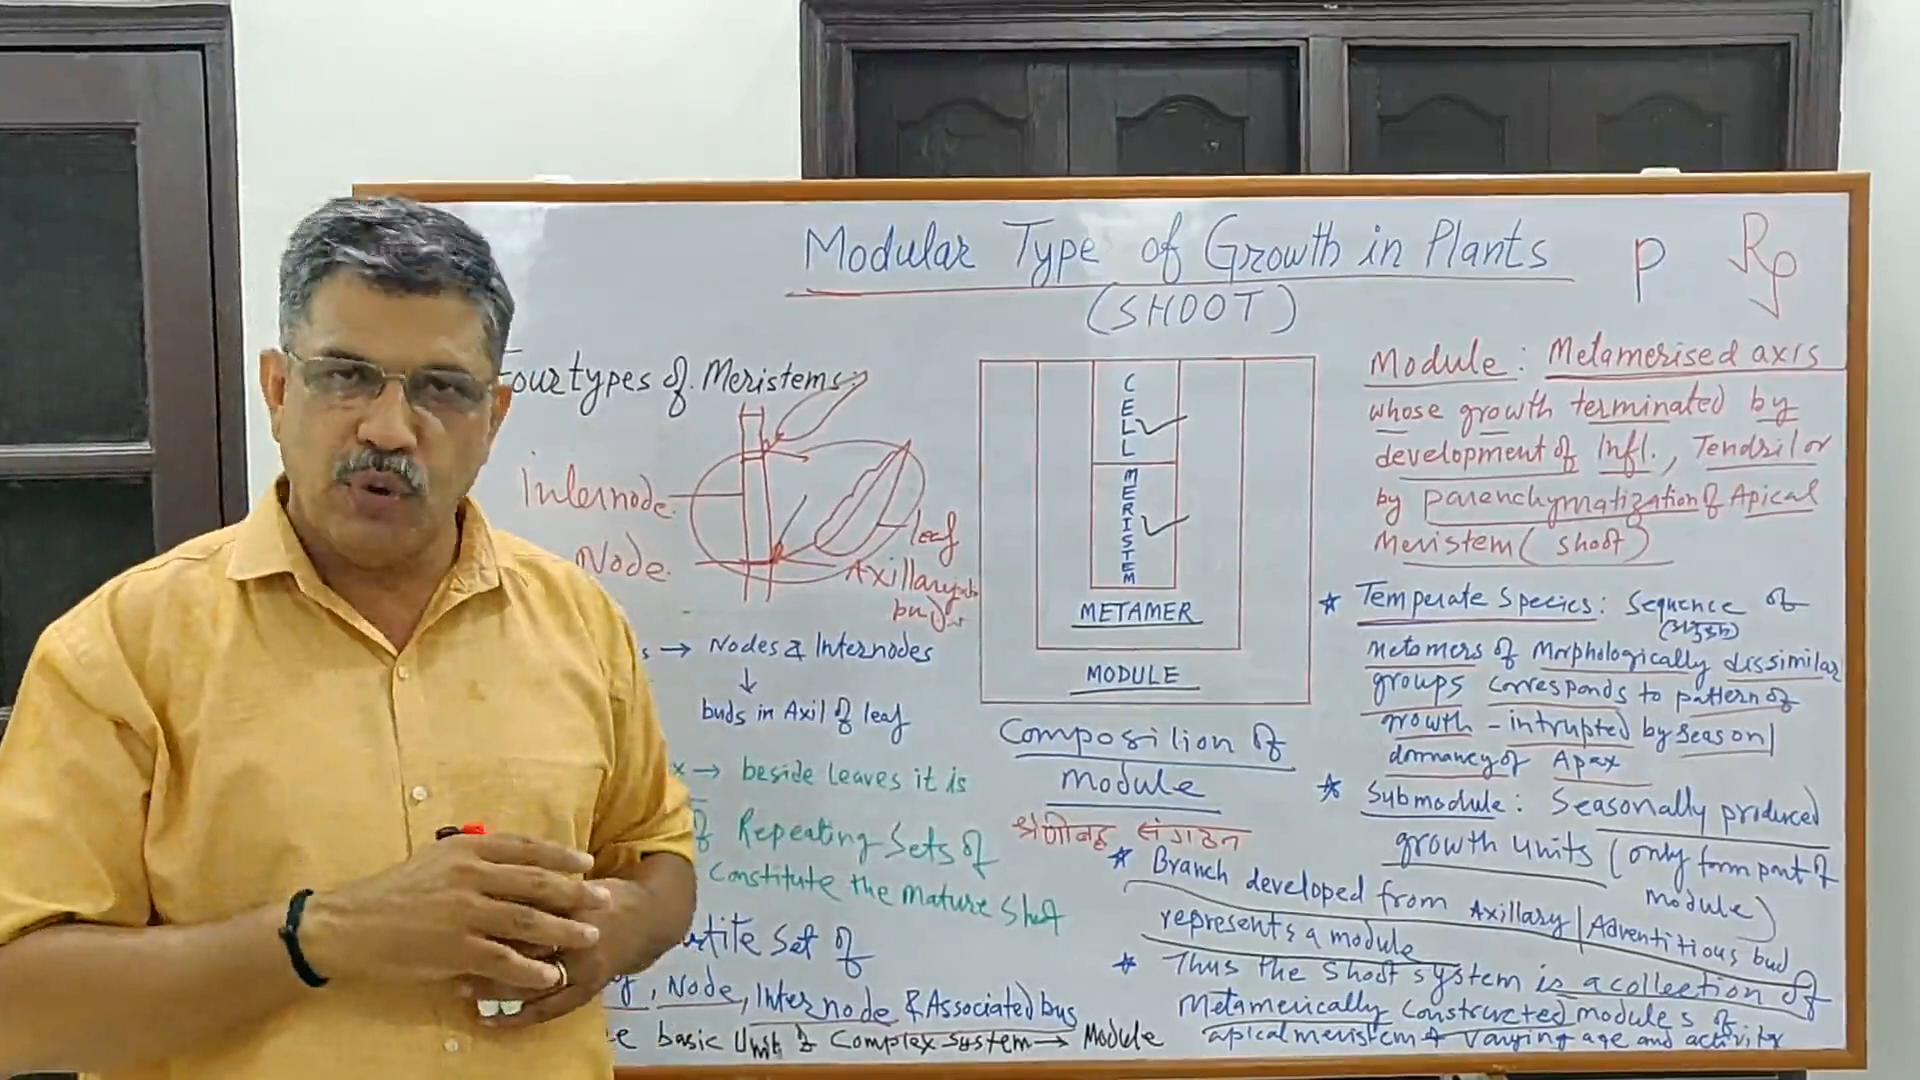 Modular Type of Growth in Plants
(SHOOT)
P
Rp
Four types of Meristems
Internode
Node
leaf
Axillary
bud
s → Nodes & Internodes
↓
buds in Axil of leaf
x → beside leaves it is
of Repeating Sets of
constitute the mature shoot
Set of
, Node, Internode & Associated bus
basic Unit & Complex system → Module
CELL
MERISTEM
METAMER
MODULE
Composition of
Module
श्रेणीबद्ध संगठन
Module: Metamerised axis
whose growth terminated by
development of Infl., Tendril or
by parenchymatization of Apical
Meristem (shoot)
* Temperate Species: Sequence of
(अनुक्रम)
metamers of Morphologically dissimilar
groups corresponds to pattern of
growth - intrupted by Season
dormancy of Apax
* Submodule: Seasonally produced
growth units (only form part of
module)
* Branch developed from Axillary | Adventitious bud
represents a module
* Thus the shoot system is a collection of
Metamerically constructed modules of
apical meristem & varying age and activity